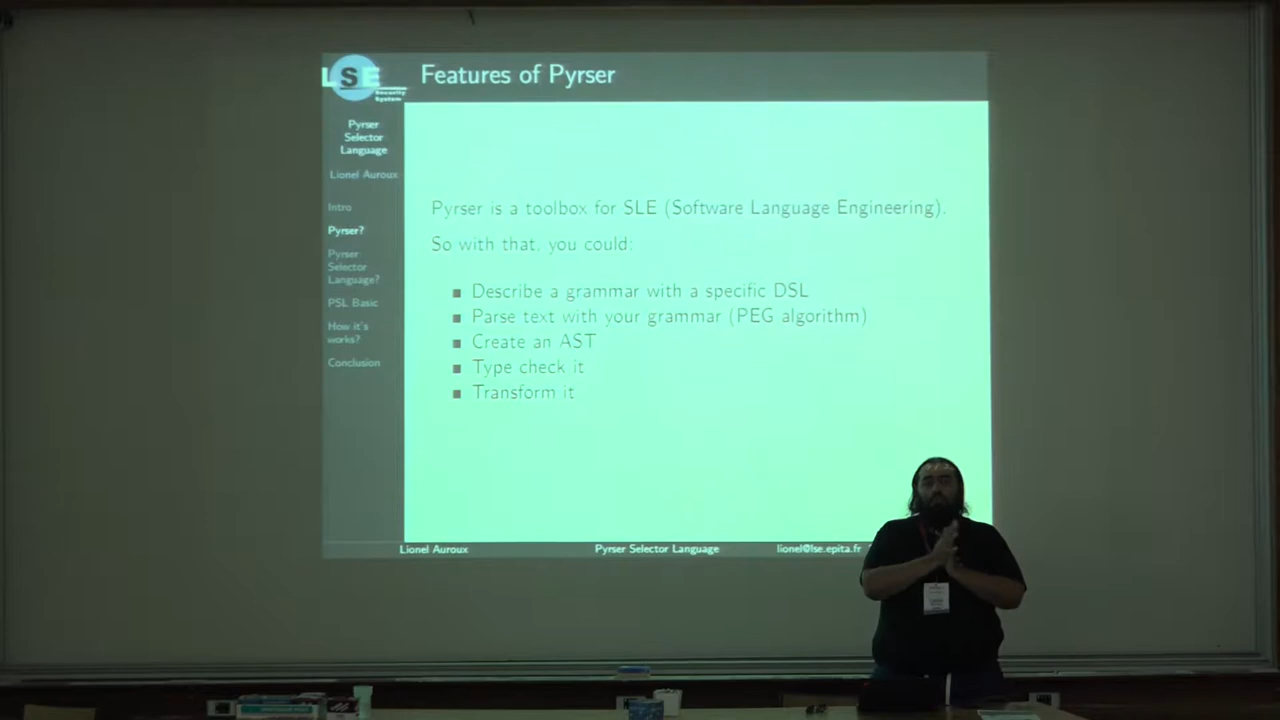 LSE
Security
System
Features of Pyrser
Pyrser
Selector
Language
Lionel Auroux
Intro
Pyrser?
Pyrser
Selector
Language?
PSL Basic
How it's
works?
Conclusion
Pyrser is a toolbox for SLE (Software Language Engineering).
So with that, you could:
Describe a grammar with a specific DSL
Parse text with your grammar (PEG algorithm)
Create an AST
Type check it
Transform it
Lionel Auroux
Pyrser Selector Language
lionel@lse.epita.fr